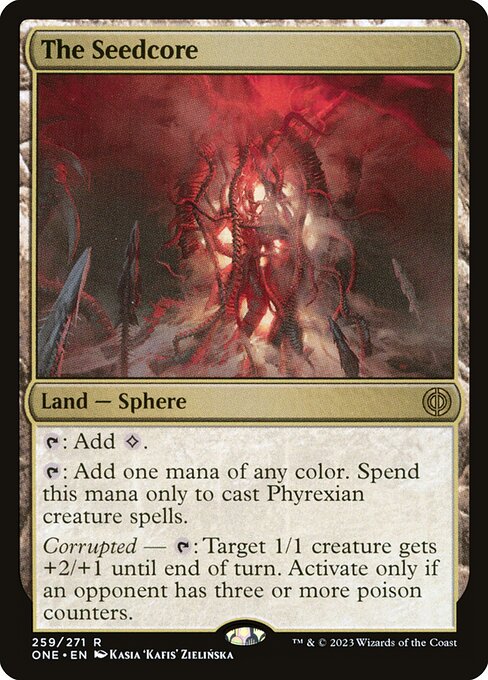 The Seedcore
Land — Sphere
: Add .
: Add one mana of any color. Spend
this mana only to cast Phyrexian
creature spells.
Corrupted — : Target 1/1 creature gets
+2/+1 until end of turn. Activate only if
an opponent has three or more poison
counters.
259/271 R
ONE • EN Kasia 'Kafis' Zielińska
™ & © 2023 Wizards of the Coast